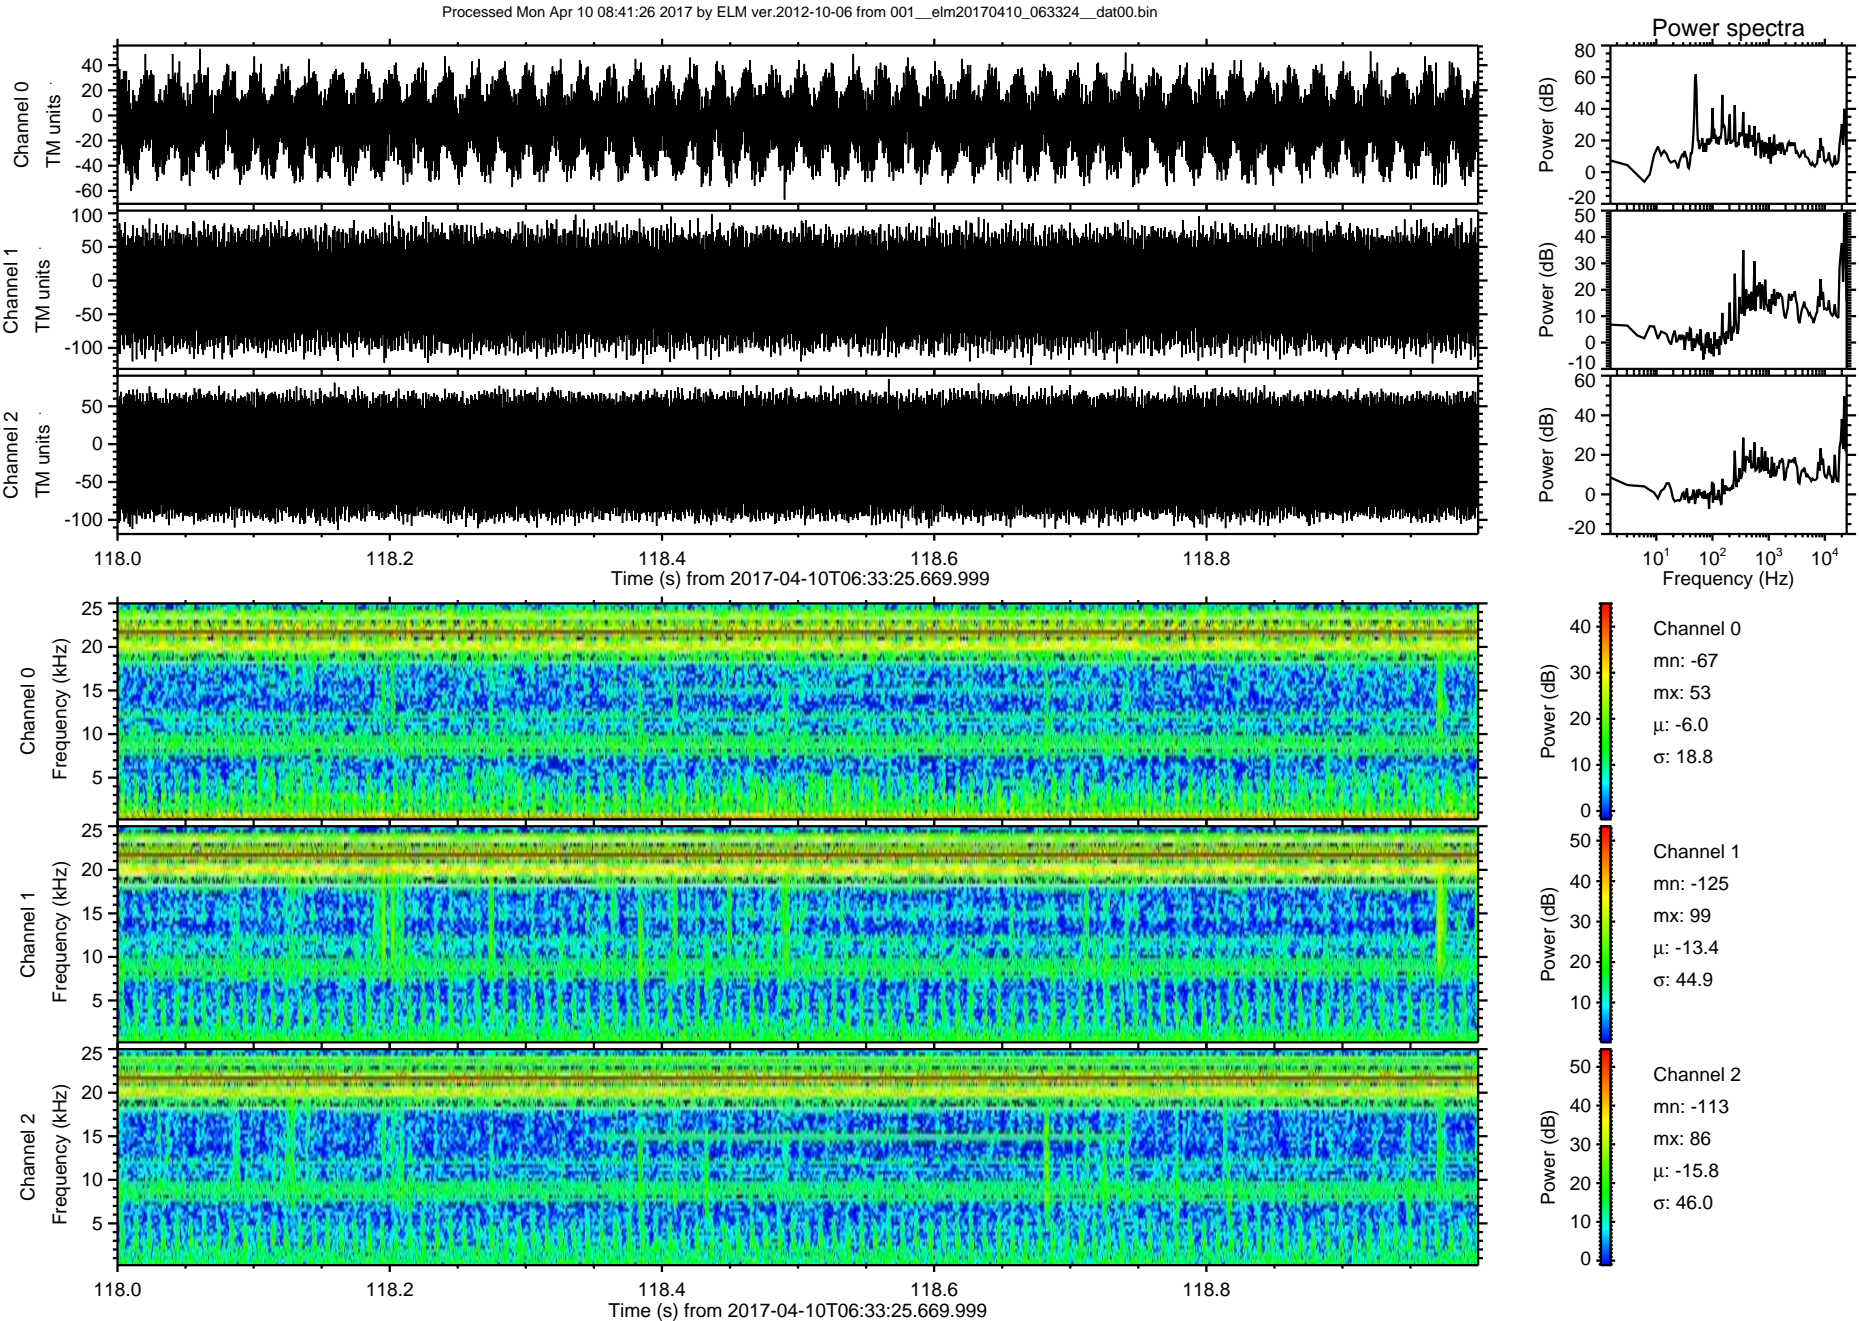 Processed Mon Apr 10 08:41:26 2017 by ELM ver.2012-10-06 from 001__elm20170410_063324__dat00.bin
Power spectra
Channel 0
TM units
40
20
0
-20
-40
-60
Power (dB)
80
60
40
20
0
-20
Channel 1
TM units
100
50
0
-50
-100
Power (dB)
50
40
30
20
10
0
-10
Channel 2
TM units
50
0
-50
-100
Power (dB)
60
40
20
0
-20
118.0 118.2 118.4 118.6 118.8
Time (s) from 2017-04-10T06:33:25.669.999
10^1 10^2 10^3 10^4
Frequency (Hz)
Channel 0
Frequency (kHz)
25
20
15
10
5
Power (dB)
40
30
20
10
0
Channel 0
mn: -67
mx: 53
μ: -6.0
σ: 18.8
Channel 1
Frequency (kHz)
25
20
15
10
5
Power (dB)
50
40
30
20
10
Channel 1
mn: -125
mx: 99
μ: -13.4
σ: 44.9
Channel 2
Frequency (kHz)
25
20
15
10
5
Power (dB)
50
40
30
20
10
0
Channel 2
mn: -113
mx: 86
μ: -15.8
σ: 46.0
118.0 118.2 118.4 118.6 118.8
Time (s) from 2017-04-10T06:33:25.669.999